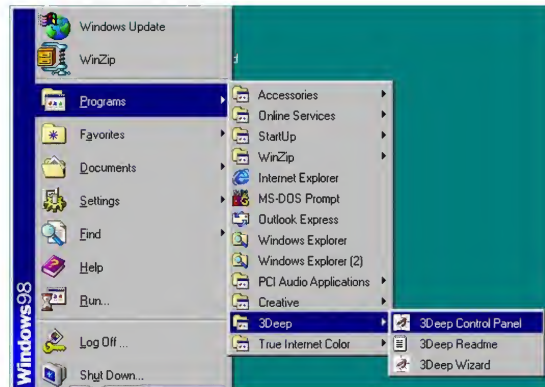 Windows Update
WinZip
Programs
Favorites
Documents
Settings
Find
Help
Run...
Log Off ...
Shut Down...
Windows98
Accessories
Online Services
StartUp
WinZip
Internet Explorer
MS-DOS Prompt
Outlook Express
Windows Explorer
Windows Explorer (2)
PCI Audio Applications
Creative
3Deep
True Internet Color
3Deep Control Panel
3Deep Readme
3Deep Wizard